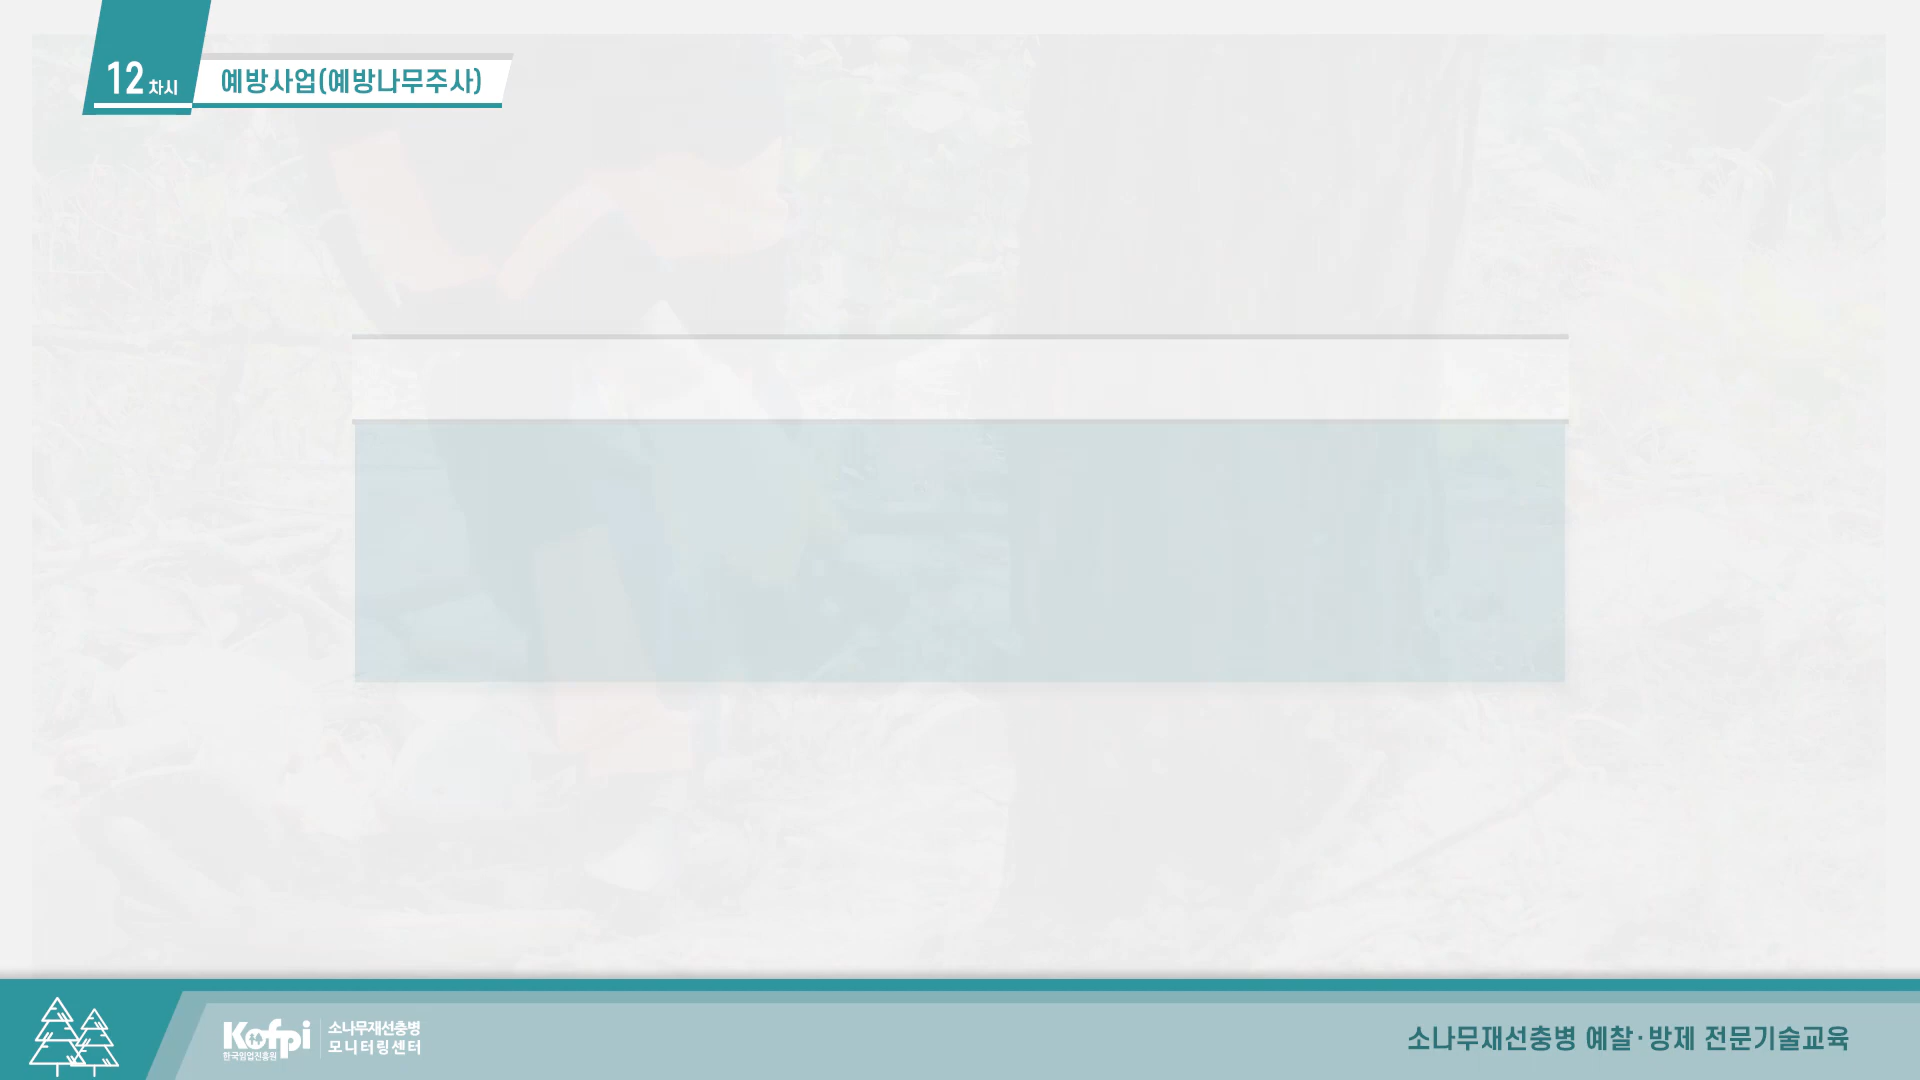 12차시
예방사업(예방나무주사)
Kofpi
한국임업진흥원
소나무재선충병
모니터링센터
소나무재선충병 예찰·방제 전문기술교육